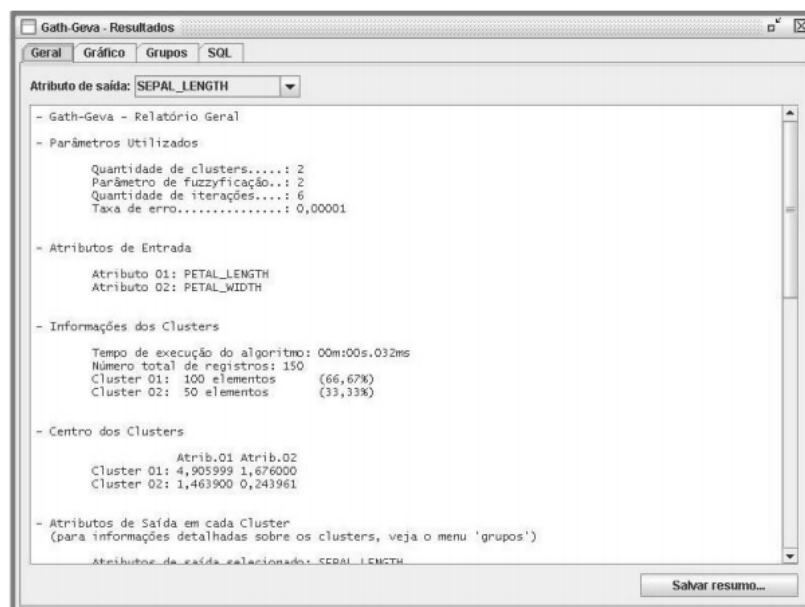 Gath-Geva - Resultados
Geral Gráfico Grupos SQL
Atributo de saída: SEPAL_LENGTH
- Gath-Geva - Relatório Geral
- Parâmetros Utilizados
Quantidade de clusters.....: 2
Parâmetro de fuzzyficação..: 2
Quantidade de iterações....: 6
Taxa de erro...............: 0,00001
- Atributos de Entrada
Atributo 01: PETAL_LENGTH
Atributo 02: PETAL_WIDTH
- Informações dos Clusters
Tempo de execução do algoritmo: 00m:00s.032ms
Número total de registros: 150
Cluster 01: 100 elementos (66,67%)
Cluster 02: 50 elementos (33,33%)
- Centro dos Clusters
Atrib.01 Atrib.02
Cluster 01: 4,905999 1,676000
Cluster 02: 1,463900 0,243961
- Atributos de Saída em cada Cluster
(para informações detalhadas sobre os clusters, veja o menu 'grupos')
Atributos de saída selecionado: SEPAL_LENGTH
Salvar resumo...